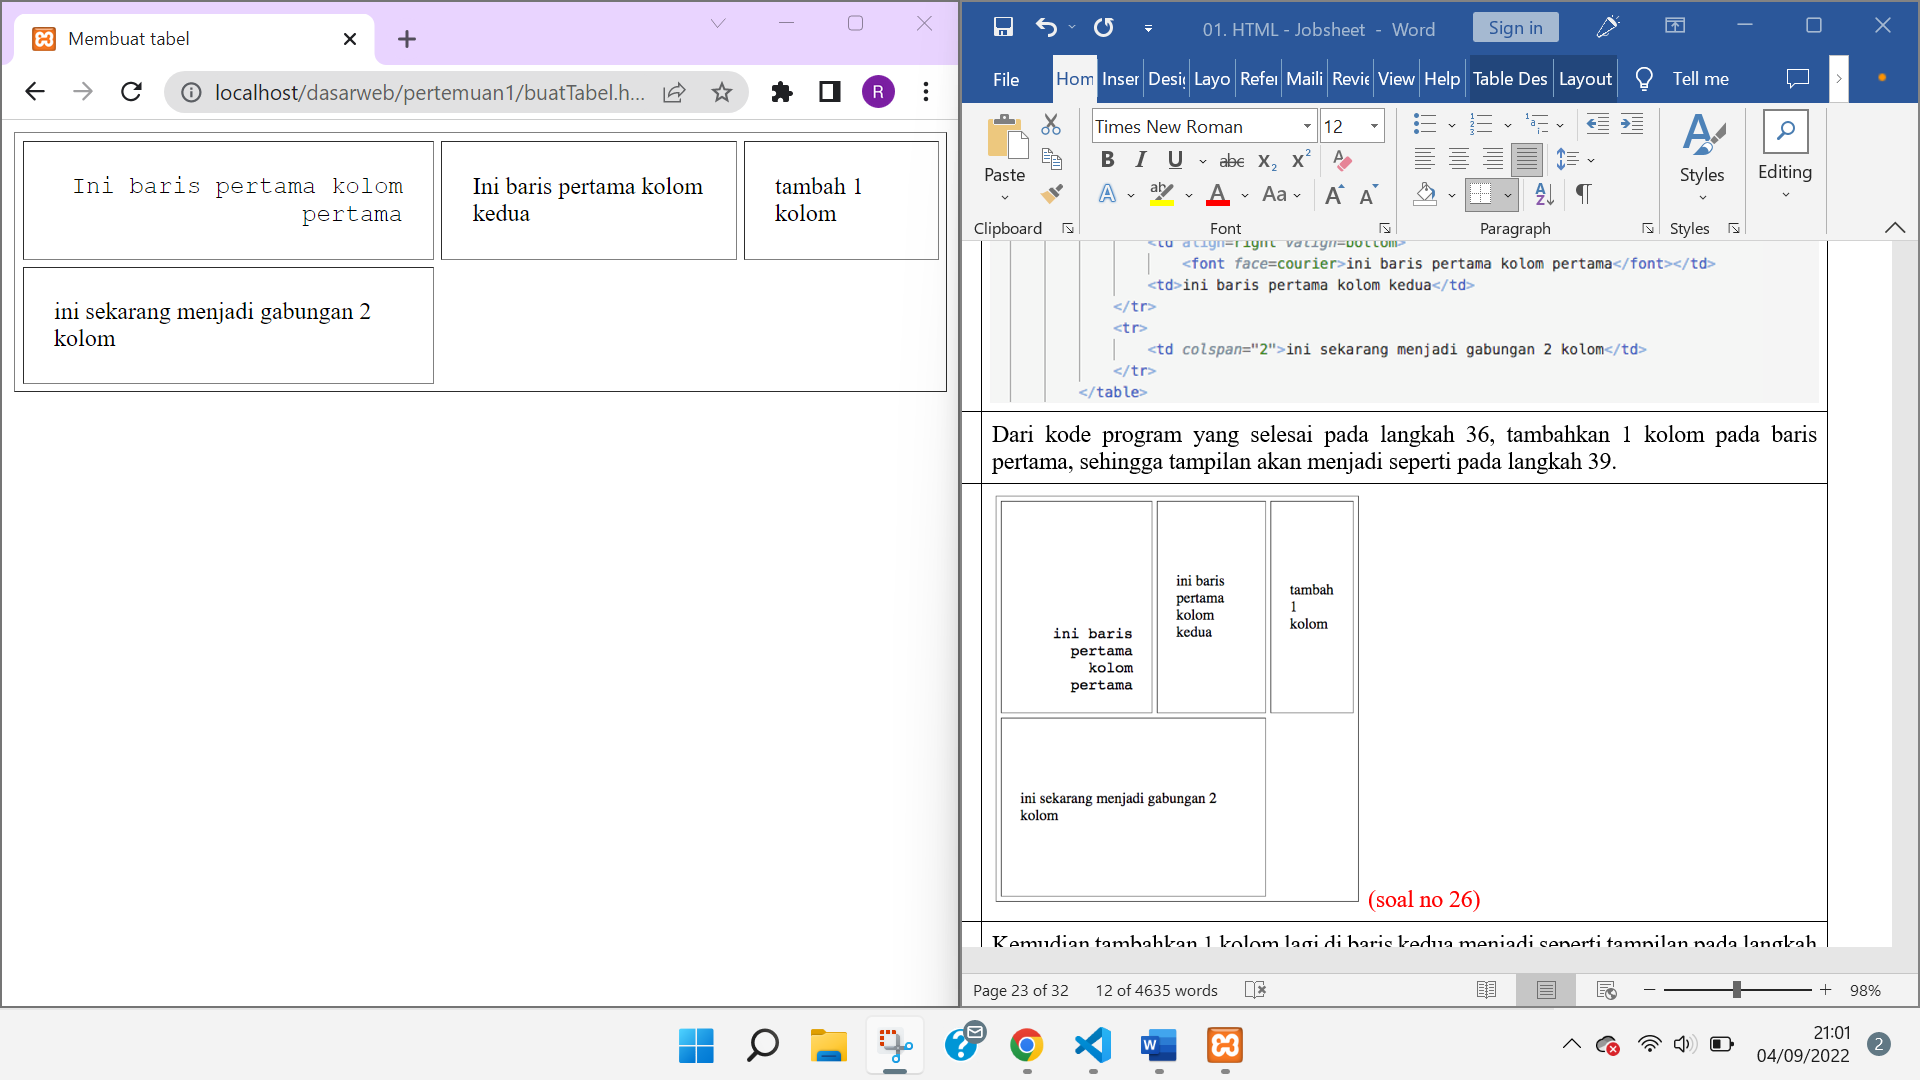 Membuat tabel
localhost/dasarweb/pertemuan1/buatTabel.h...
R
Ini baris pertama kolom
pertama
Ini baris pertama kolom
kedua
tambah 1
kolom
ini sekarang menjadi gabungan 2
kolom
01. HTML - Jobsheet - Word
Sign in
File
Hom
Inser
Desig
Layo
Refer
Maili
Revie
View
Help
Table Des
Layout
Tell me
Paste
Clipboard
Times New Roman
12
B I U abc x₂ x²
A ab A Aa A A
Font
Paragraph
Styles
Styles
Editing
<td align=right valign=bottom>
<font face=courier>ini baris pertama kolom pertama</font></td>
<td>ini baris pertama kolom kedua</td>
</tr>
<tr>
<td colspan="2">ini sekarang menjadi gabungan 2 kolom</td>
</tr>
</table>
Dari kode program yang selesai pada langkah 36, tambahkan 1 kolom pada baris
pertama, sehingga tampilan akan menjadi seperti pada langkah 39.
ini baris
pertama
kolom
pertama
ini baris
pertama
kolom
kedua
tambah
1
kolom
ini sekarang menjadi gabungan 2
kolom
(soal no 26)
Kemudian tambahkan 1 kolom lagi di baris kedua menjadi seperti tampilan pada langkah
Page 23 of 32
12 of 4635 words
98%
21:01
04/09/2022
2